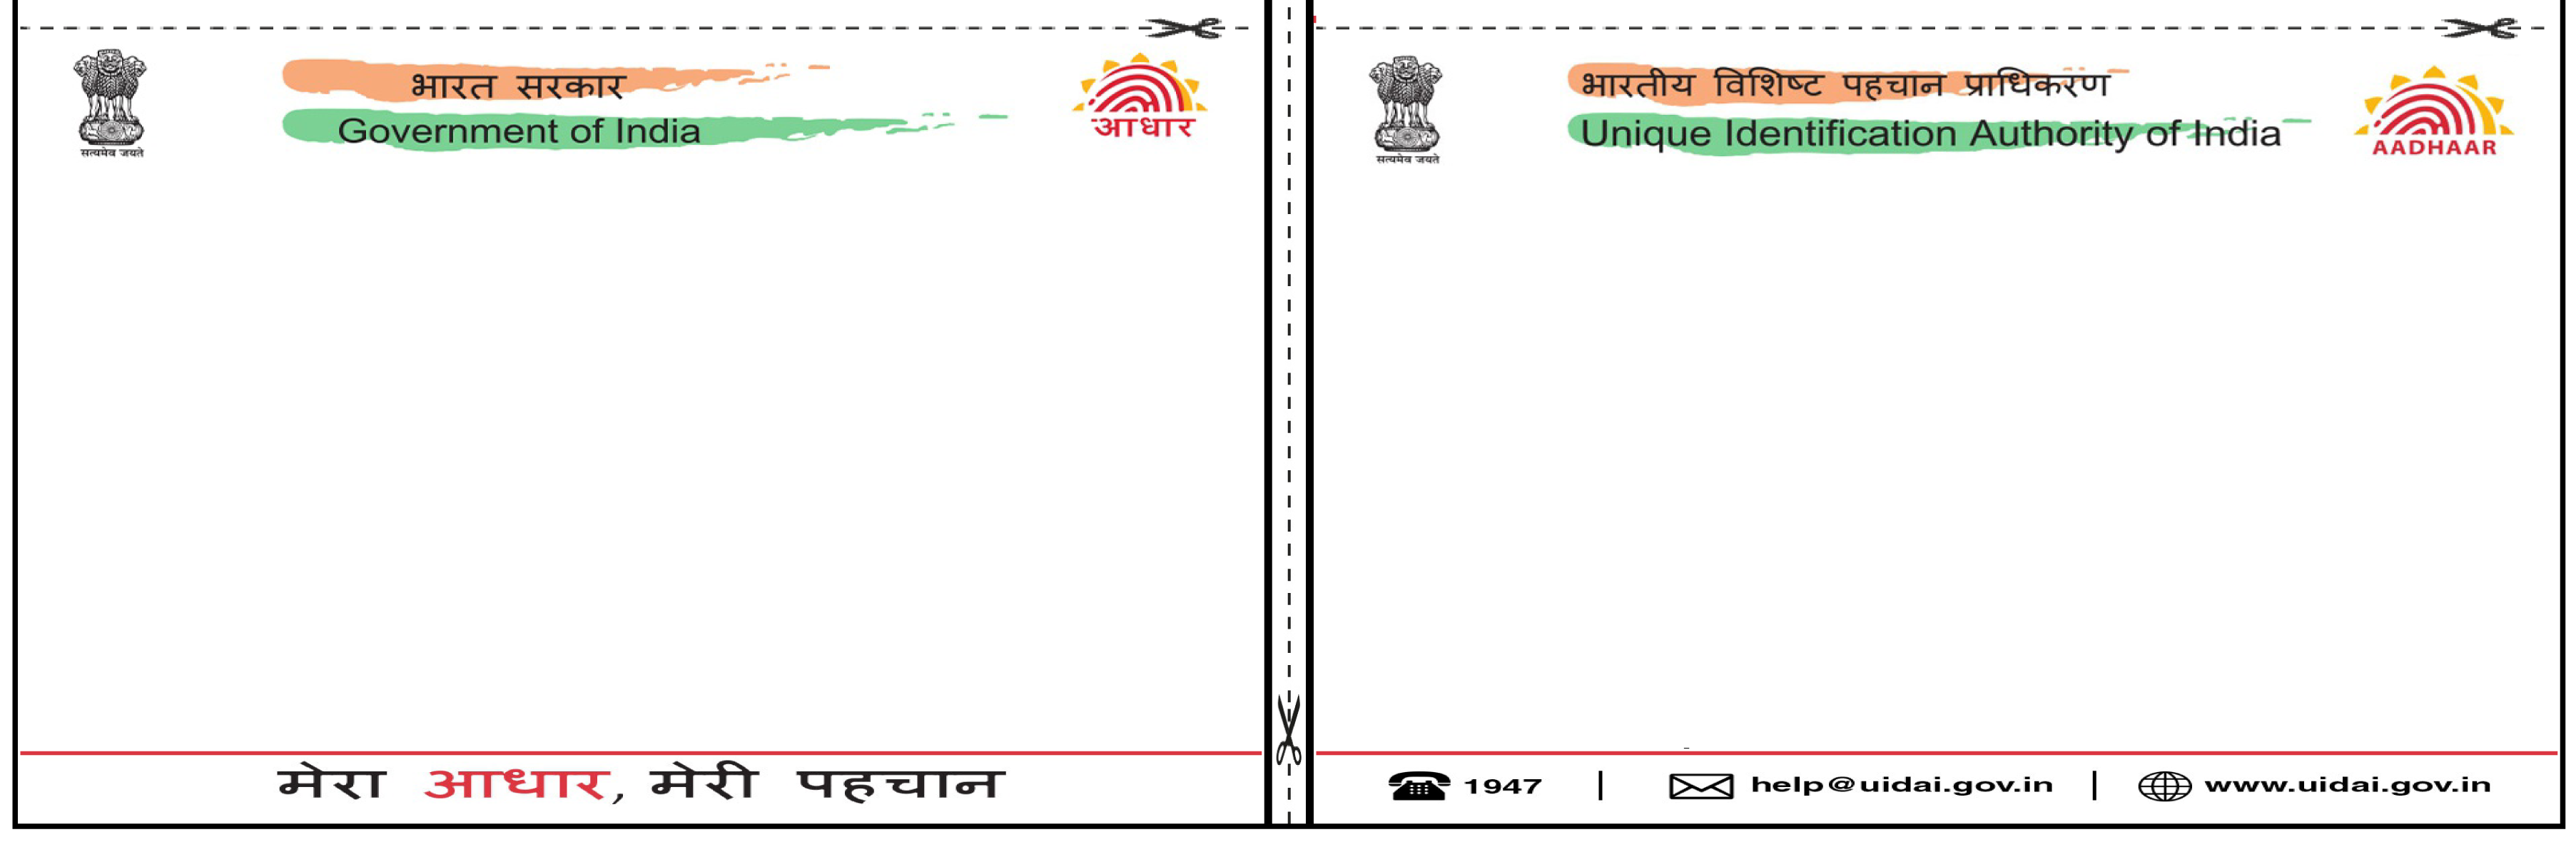 भारत सरकार
Government of India
सत्यमेव जयते
आधार
मेरा आधार, मेरी पहचान
भारतीय विशिष्ट पहचान प्राधिकरण
Unique Identification Authority of India
सत्यमेव जयते
AADHAAR
1947 | help@uidai.gov.in | www.uidai.gov.in